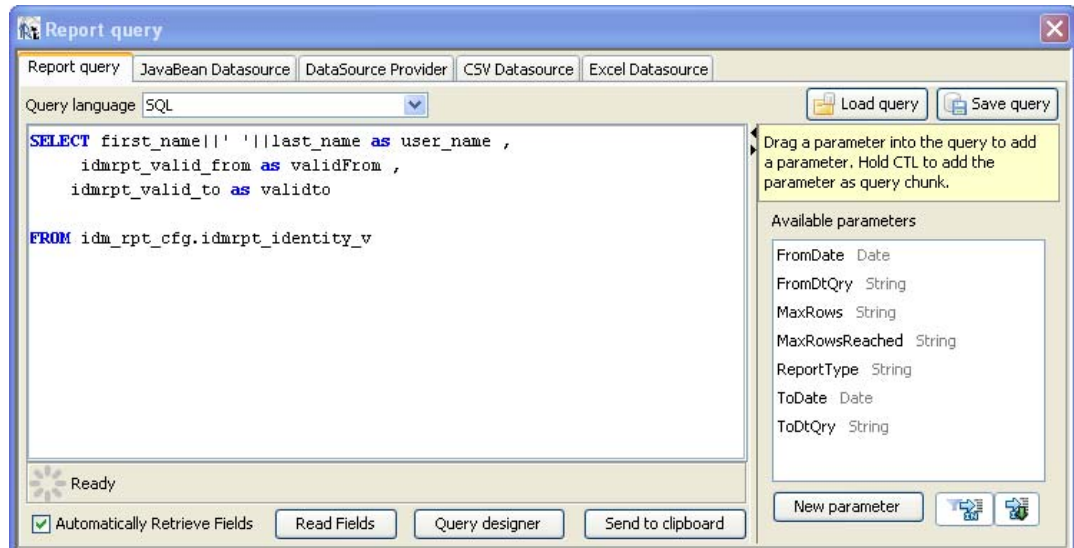 Report query
Report query JavaBean Datasource DataSource Provider CSV Datasource Excel Datasource
Query language SQL Load query Save query
SELECT first_name||' '||last_name as user_name ,
idmrpt_valid_from as validFrom ,
idmrpt_valid_to as validto
FROM idm_rpt_cfg.idmrpt_identity_v
Drag a parameter into the query to add
a parameter. Hold CTL to add the
parameter as query chunk.
Available parameters
FromDate Date
FromDtQry String
MaxRows String
MaxRowsReached String
ReportType String
ToDate Date
ToDtQry String
Ready
Automatically Retrieve Fields Read Fields Query designer Send to clipboard
New parameter